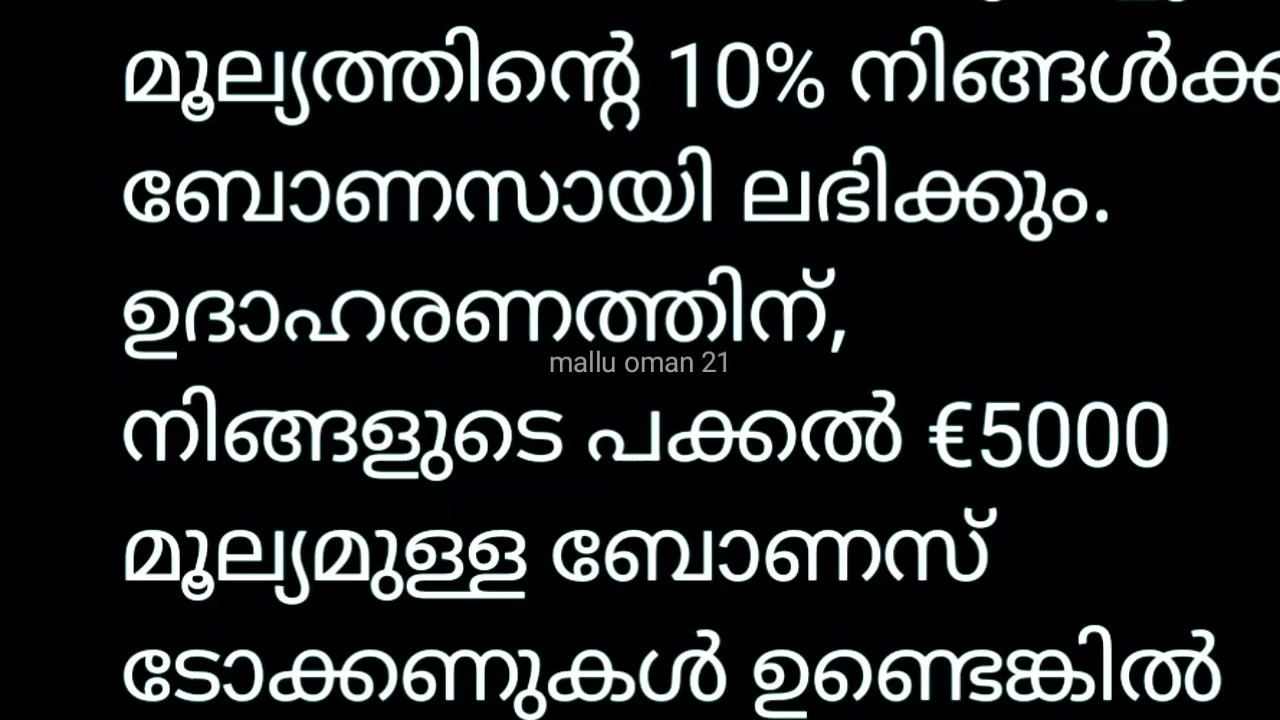 മൂല്യത്തിന്റെ 10% നിങ്ങൾക്ക
ബോണസായി ലഭിക്കും.
ഉദാഹരണത്തിന്,
mallu oman 21
നിങ്ങളുടെ പക്കൽ €5000
മൂല്യമുള്ള ബോണസ്
ടോക്കണുകൾ ഉണ്ടെങ്കിൽ